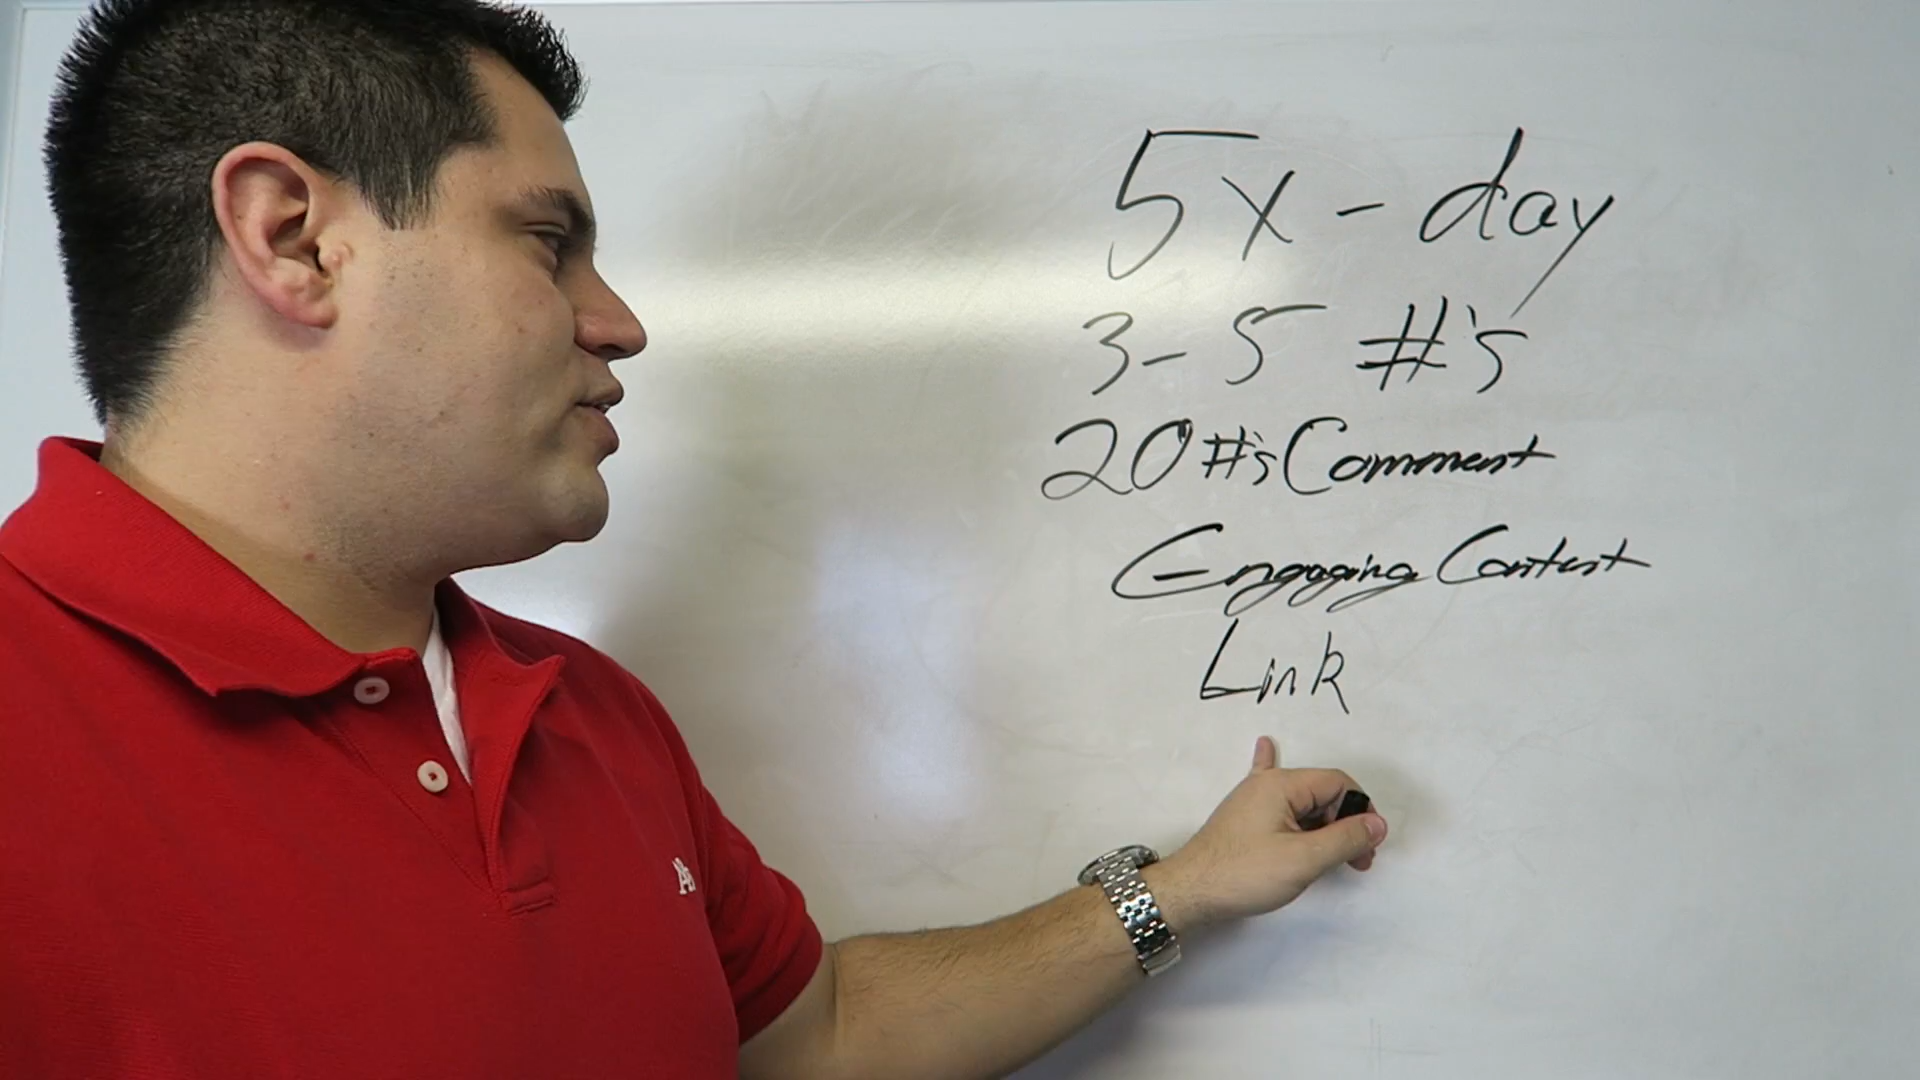 5x - day
3-5 #'s
20 #'s Comment
Engaging Content
Link